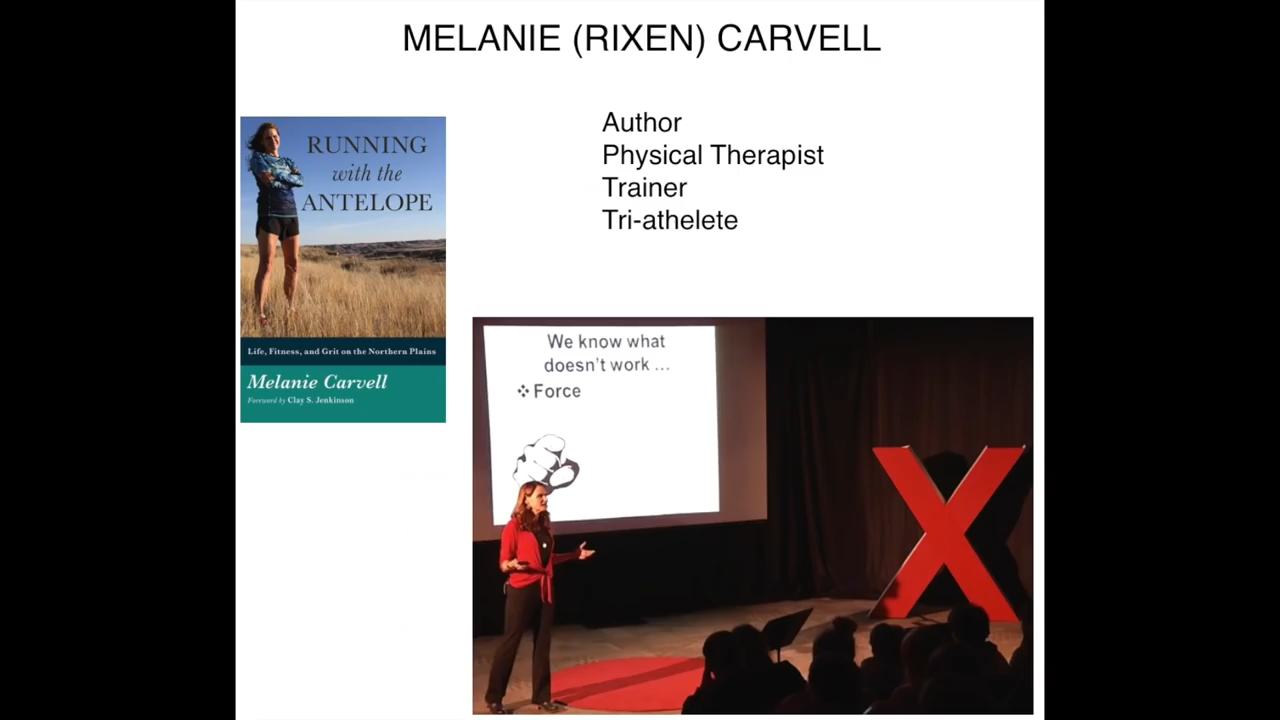 MELANIE (RIXEN) CARVELL
Author
Physical Therapist
Trainer
Tri-athelete
RUNNING
with the
ANTELOPE
Life, Fitness, and Grit on the Northern Plains
Melanie Carvell
Foreword by Clay S. Jenkinson
We know what
doesn't work ...
❖ Force
X